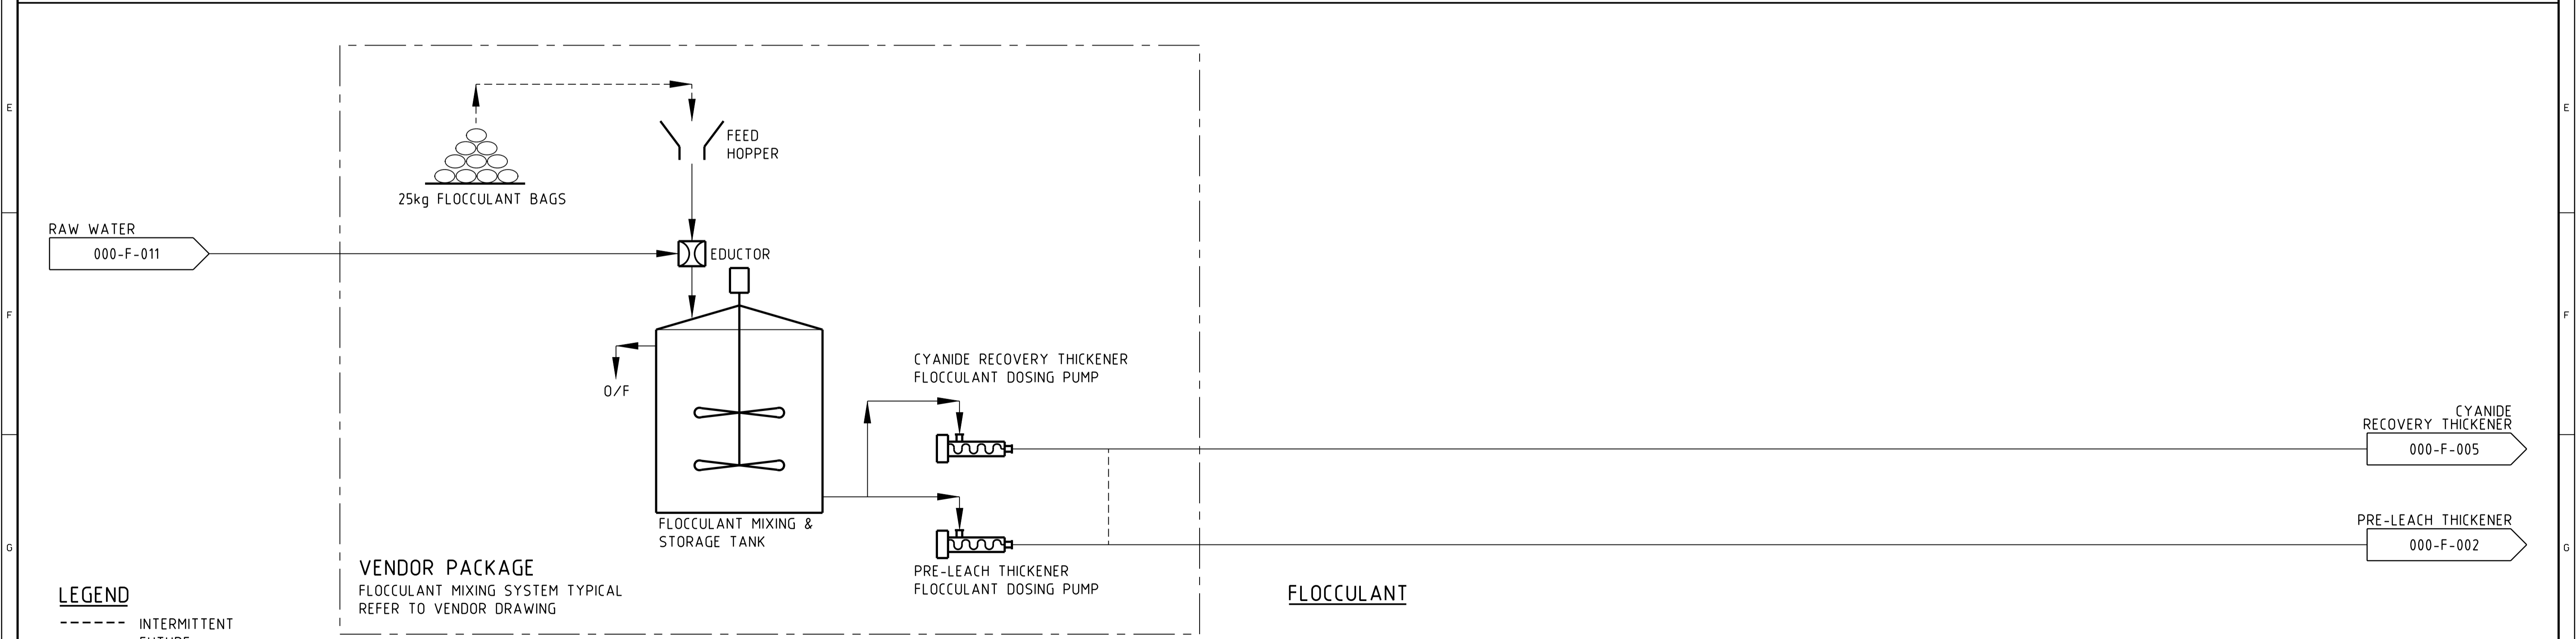 E
E
FEED
HOPPER
25kg FLOCCULANT BAGS
RAW WATER
000-F-011
EDUCTOR
F
F
CYANIDE RECOVERY THICKENER
FLOCCULANT DOSING PUMP
O/F
CYANIDE
RECOVERY THICKENER
000-F-005
FLOCCULANT MIXING &
STORAGE TANK
PRE-LEACH THICKENER
000-F-002
G
G
VENDOR PACKAGE
FLOCCULANT MIXING SYSTEM TYPICAL
REFER TO VENDOR DRAWING
PRE-LEACH THICKENER
FLOCCULANT DOSING PUMP
FLOCCULANT
LEGEND
INTERMITTENT